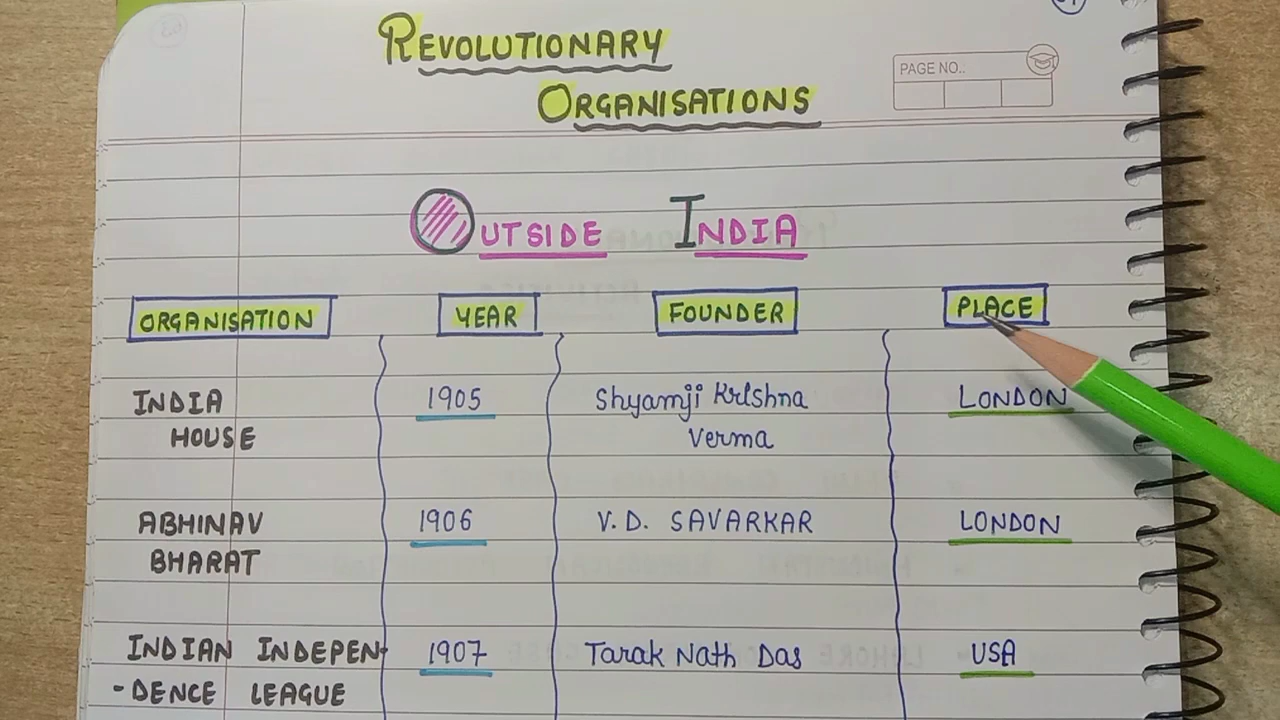 REVOLUTIONARY
ORGANISATIONS
PAGE NO..
OUTSIDE INDIA
ORGANISATION YEAR FOUNDER PLACE
INDIA 1905 Shyamji Krishna LONDON
HOUSE Verma
ABHINAV 1906 V.D. SAVARKAR LONDON
BHARAT
INDIAN INDEPEN- 1907 Tarak Nath Das USA
-DENCE LEAGUE